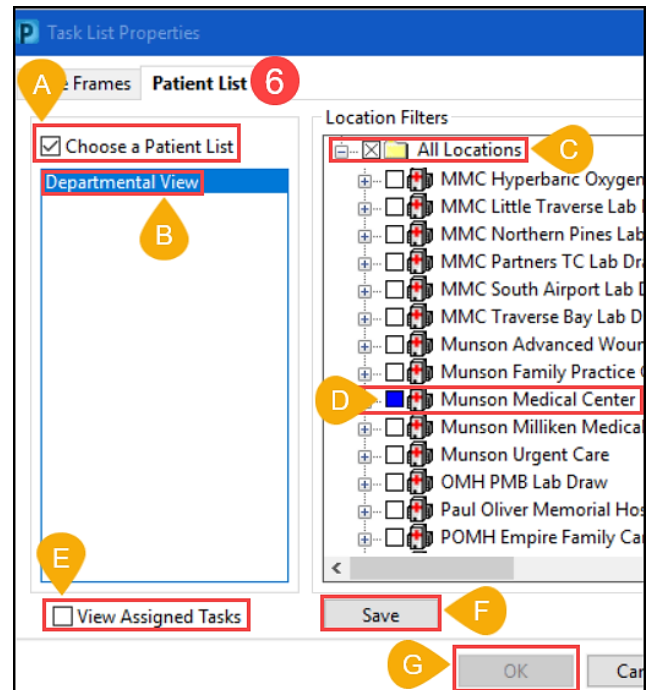 P Task List Properties
A e Frames Patient List 6
Choose a Patient List
Departmental View
B
E
View Assigned Tasks
Location Filters
All Locations C
MMC Hyperbaric Oxygen
MMC Little Traverse Lab
MMC Northern Pines Lab
MMC Partners TC Lab Dr
MMC South Airport Lab
MMC Traverse Bay Lab D
Munson Advanced Wour
Munson Family Practice
D Munson Medical Center
Munson Milliken Medica
Munson Urgent Care
OMH PMB Lab Draw
Paul Oliver Memorial Hos
POMH Empire Family Ca
<
Save F
G OK Car